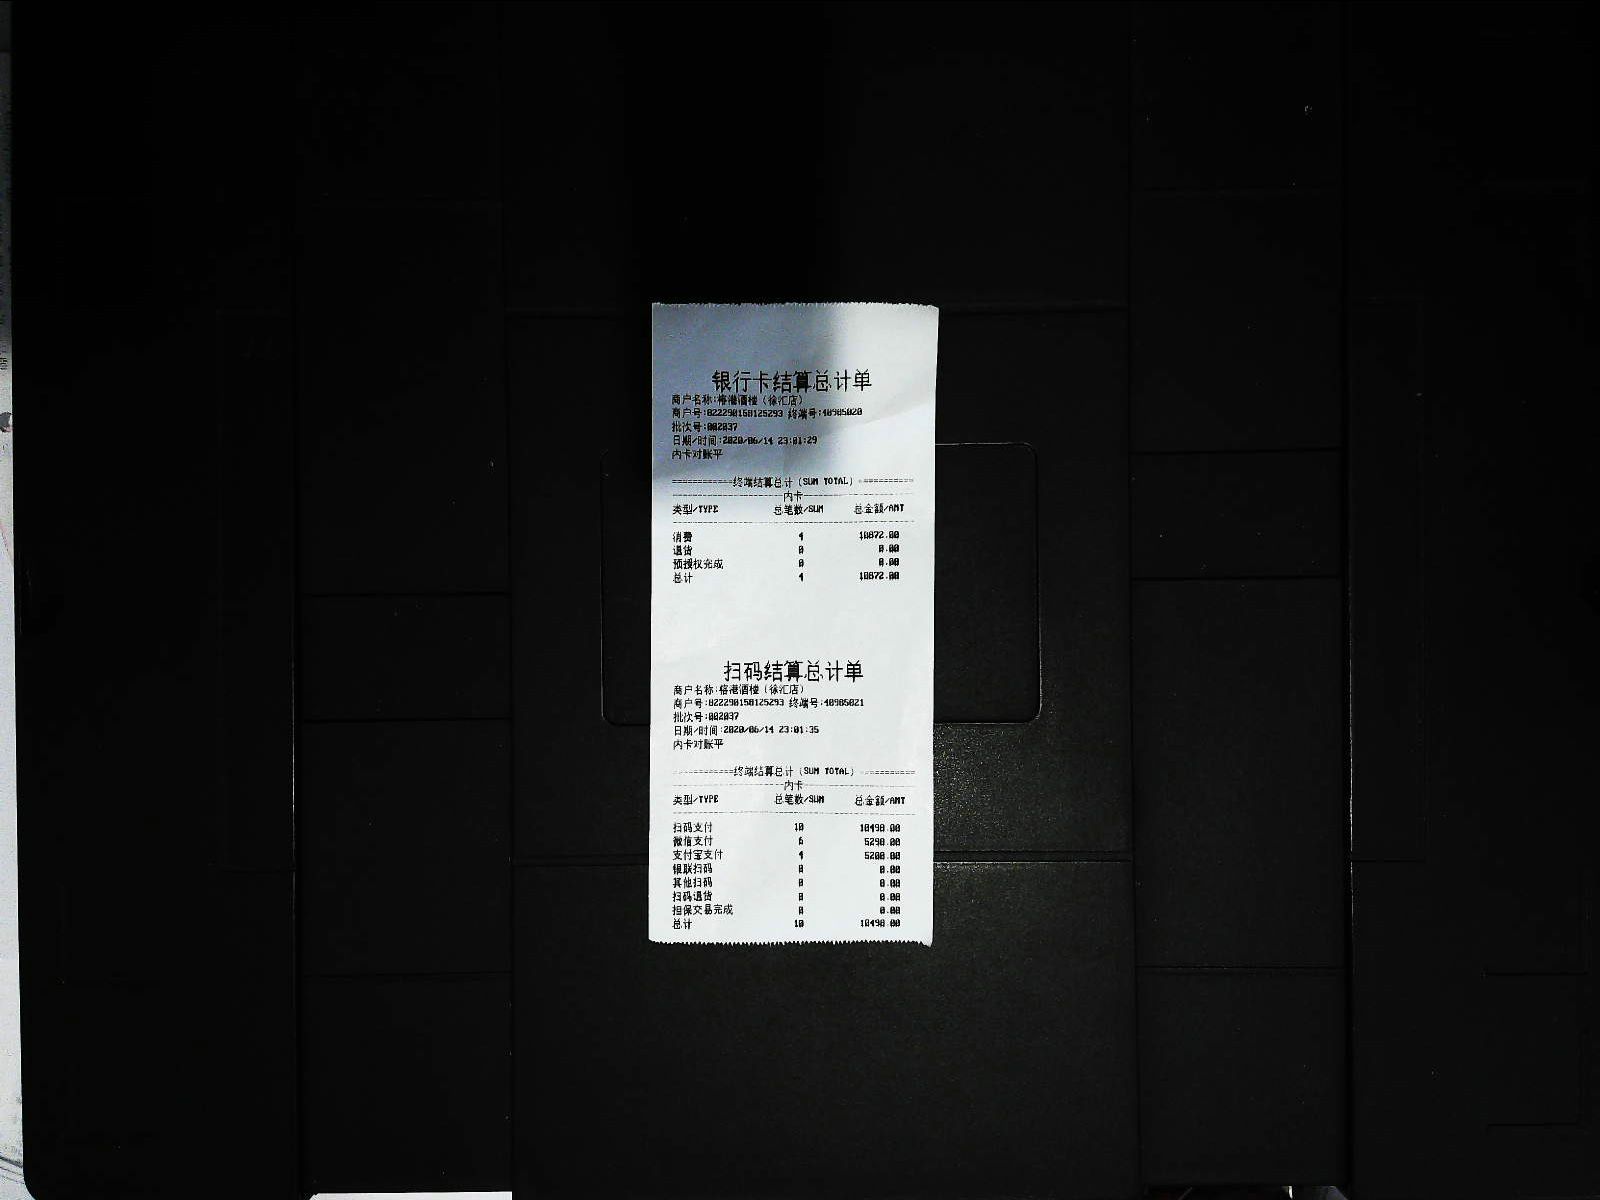 银行卡结算总计单
商户名称:榕港酒楼（徐汇店）
商户号:822290158125293 终端号:40985020
批次号:002037
日期/时间:2020/06/14 23:01:29
内卡对账平
============终端结算总计（SUM TOTAL）===========
内卡
类型/TYPE 总笔数/SUM 总金额/AMT
消费 4 10872.00
退货 0 0.00
预授权完成 0 0.00
总计 4 10872.00
扫码结算总计单
商户名称:榕港酒楼（徐汇店）
商户号:822290158125293 终端号:40985021
批次号:002037
日期/时间:2020/06/14 23:01:35
内卡对账平
============终端结算总计（SUM TOTAL）===========
内卡
类型/TYPE 总笔数/SUM 总金额/AMT
扫码支付 10 10490.00
微信支付 6 5290.00
支付宝支付 4 5200.00
银联扫码 0 0.00
其他扫码 0 0.00
扫码退货 0 0.00
担保交易完成 0 0.00
总计 10 10490.00